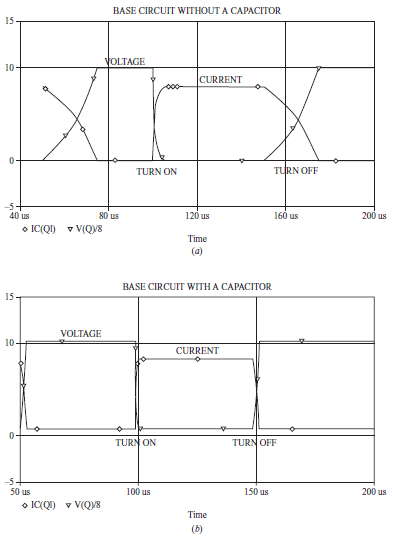 BASE CIRCUIT WITHOUT A CAPACITOR
15
VOLTAGE
10
CURRENT
0
TURN ON
TURN OFF
−5
40 us
80 us
120 us
160 us
200 us
◇ IC(QI) ▽ V(Q)/8
Time
(a)
BASE CIRCUIT WITH A CAPACITOR
15
VOLTAGE
10
CURRENT
0
TURN ON
TURN OFF
−5
50 us
100 us
150 us
200 us
◇ IC(QI) ▽ V(Q)/8
Time
(b)